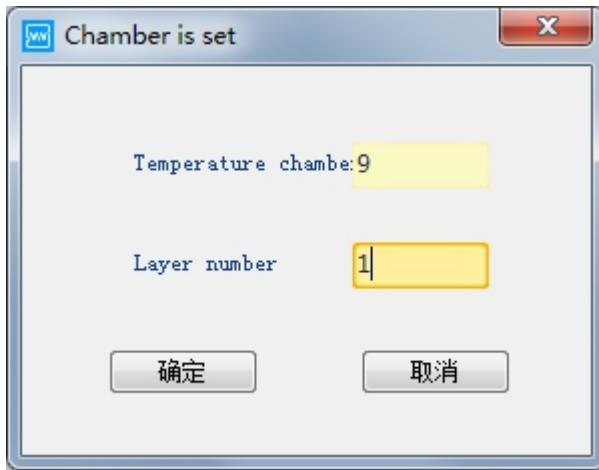 Chamber is set
Temperature chambe 9
Layer number 1
确定 取消